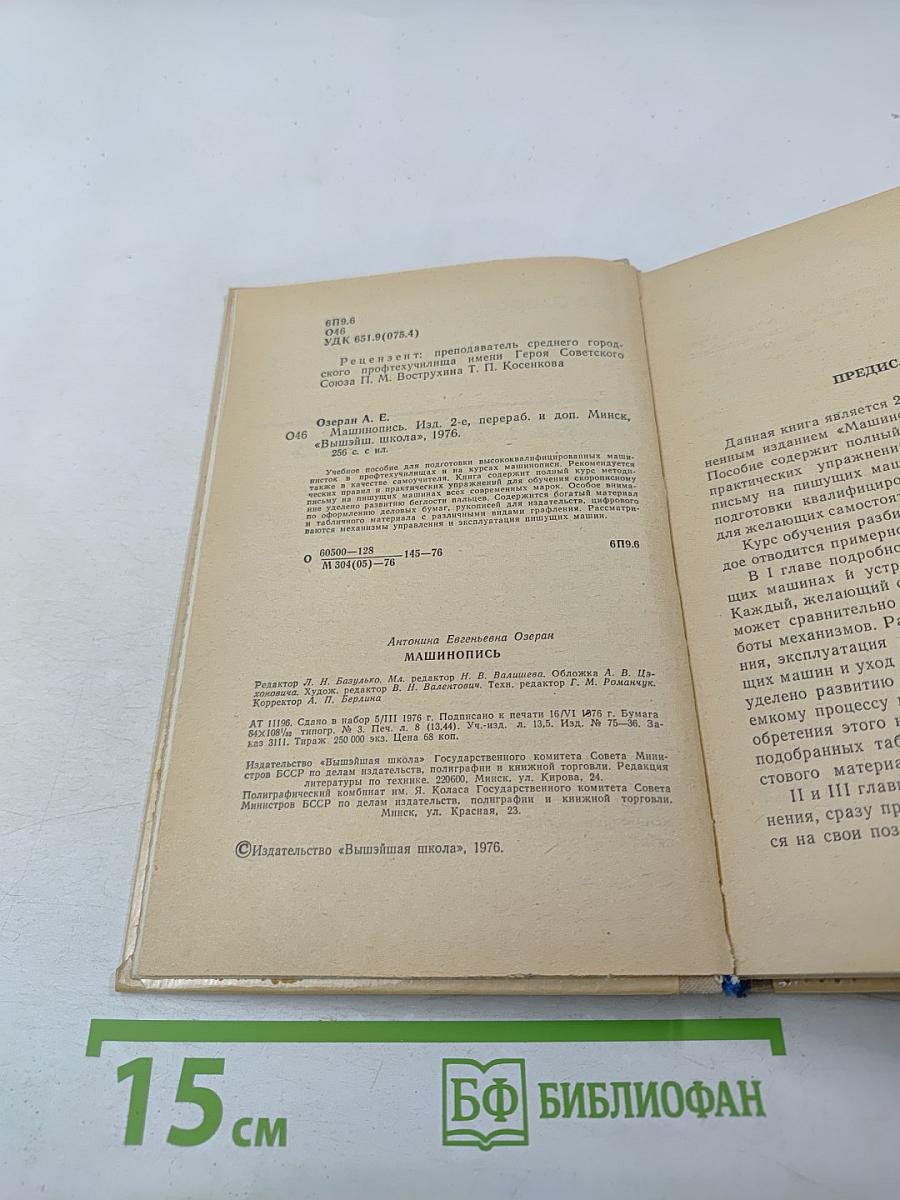 6П9.6
О46
УДК 651.9(075.4)
Рецензент: преподаватель среднего город-
ского профтехучилища имени Героя Советского
Союза П. М. Вострухина Т. П. Косенкова
Озеран А. Е.
О46 Машинопись. Изд. 2-е, перераб. и доп. Минск,
«Вышэйш. школа», 1976.
256 с. с ил.
Учебное пособие для подготовки высококвалифицированных маши-
нисток в профтехучилищах и на курсах машинописи. Рекомендуется
также в качестве самоучителя. Книга содержит полный курс методи-
ческих правил и практических упражнений для обучения скорописному
письму на пишущих машинах всех современных марок. Особое внима-
ние уделено развитию беглости пальцев. Содержится богатый материал
по оформлению деловых бумаг, рукописей для издательств, цифрового
и табличного материала с различными видами графления. Рассматри-
ваются механизмы управления и эксплуатация пишущих машин.
О 60500—128 / М 304(05)—76 —145—76 6П9.6
Антонина Евгеньевна Озеран
МАШИНОПИСЬ
Редактор Л. Н. Базулько. Мл. редактор Н. В. Валишева. Обложка А. В. Цэ-
хоновича. Худож. редактор В. Н. Валентович. Техн. редактор Г. М. Романчук.
Корректор А. П. Берлина
АТ 11196. Сдано в набор 5/III 1976 г. Подписано к печати 16/VI 1976 г. Бумага
84×108¹/₃₂ типогр. № 3. Печ. л. 8 (13,44). Уч.-изд. л. 13,5. Изд. № 75—36. За-
каз 3111. Тираж 250 000 экз. Цена 68 коп.
Издательство «Вышэйшая школа» Государственного комитета Совета Мини-
стров БССР по делам издательств, полиграфии и книжной торговли. Редакция
литературы по технике. 220600, Минск, ул. Кирова, 24.
Полиграфический комбинат им. Я. Коласа Государственного комитета Совета
Министров БССР по делам издательств, полиграфии и книжной торговли.
Минск, ул. Красная, 23.
©Издательство «Вышэйшая школа», 1976.
ПРЕДИС
Данная книга является 2
ненным изданием «Машино
Пособие содержит полный
практических упражнений
письму на пишущих маш
подготовки квалифициро
для желающих самостоят
Курс обучения разби
дое отводится примерно
В I главе подробно
щих машинах и устр
Каждый, желающий с
может сравнительно
боты механизмов. Ра
ния, эксплуатация
щих машин и уход
уделено развитию
емкому процессу
обретения этого н
подобранных таб
стового материа
II и III главы
нения, сразу пр
ся на свои поз
15 см
БФ БИБЛИОФАН